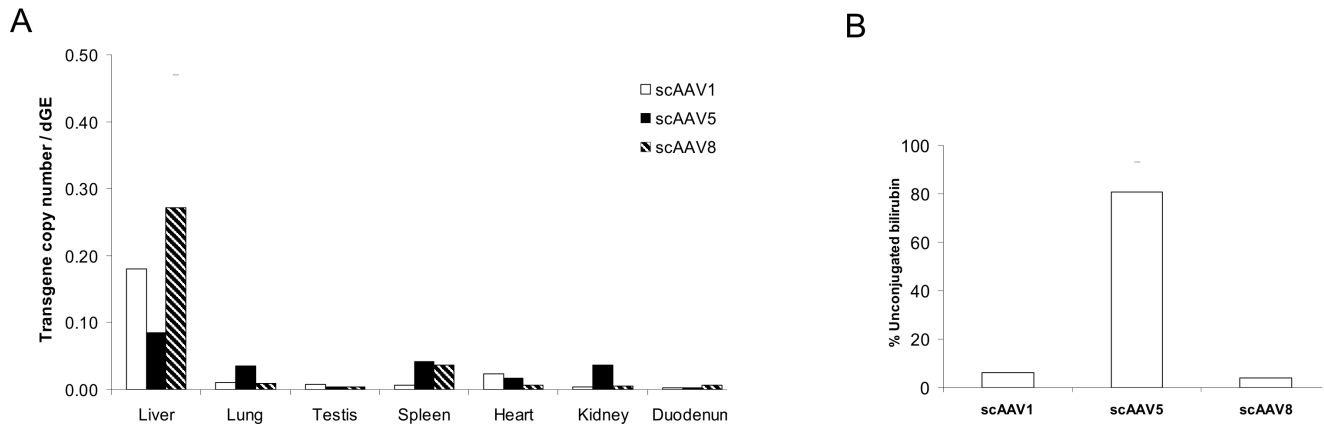 A
Transgene copy number / dGE
0.50
0.40
0.30
0.20
0.10
0.00
scAAV1
scAAV5
scAAV8
Liver
Lung
Testis
Spleen
Heart
Kidney
Duodenun
B
% Unconjugated bilirubin
100
80
60
40
20
0
scAAV1
scAAV5
scAAV8